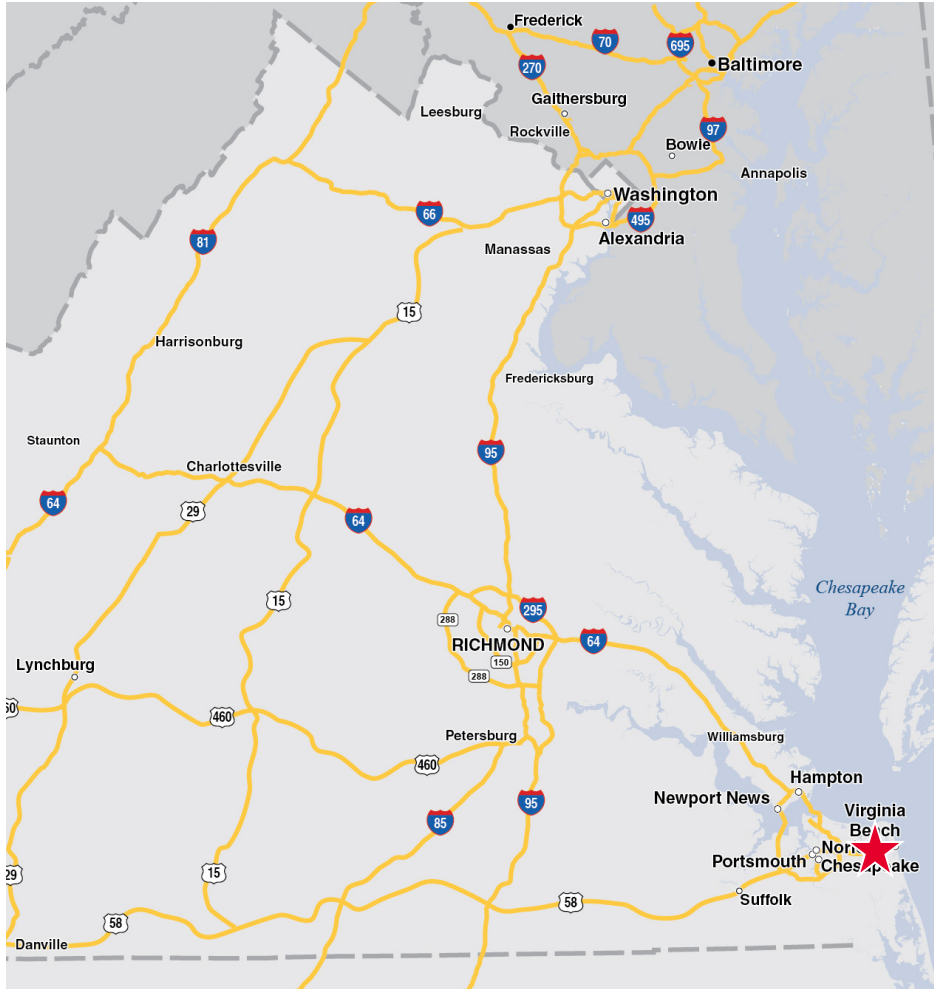 Frederick
70
695
Baltimore
270
Gaithersburg
Leesburg
Rockville
97
Bowie
Annapolis
Washington
66
495
81
Alexandria
Manassas
15
Harrisonburg
Fredericksburg
Staunton
95
Charlottesville
64
29
64
Chesapeake
Bay
15
295
288
RICHMOND
64
150
Lynchburg
288
460
Petersburg
Williamsburg
460
Hampton
Newport News
95
Virginia
Beach
85
Portsmouth
Chesapeake
15
29
Suffolk
58
58
Danville